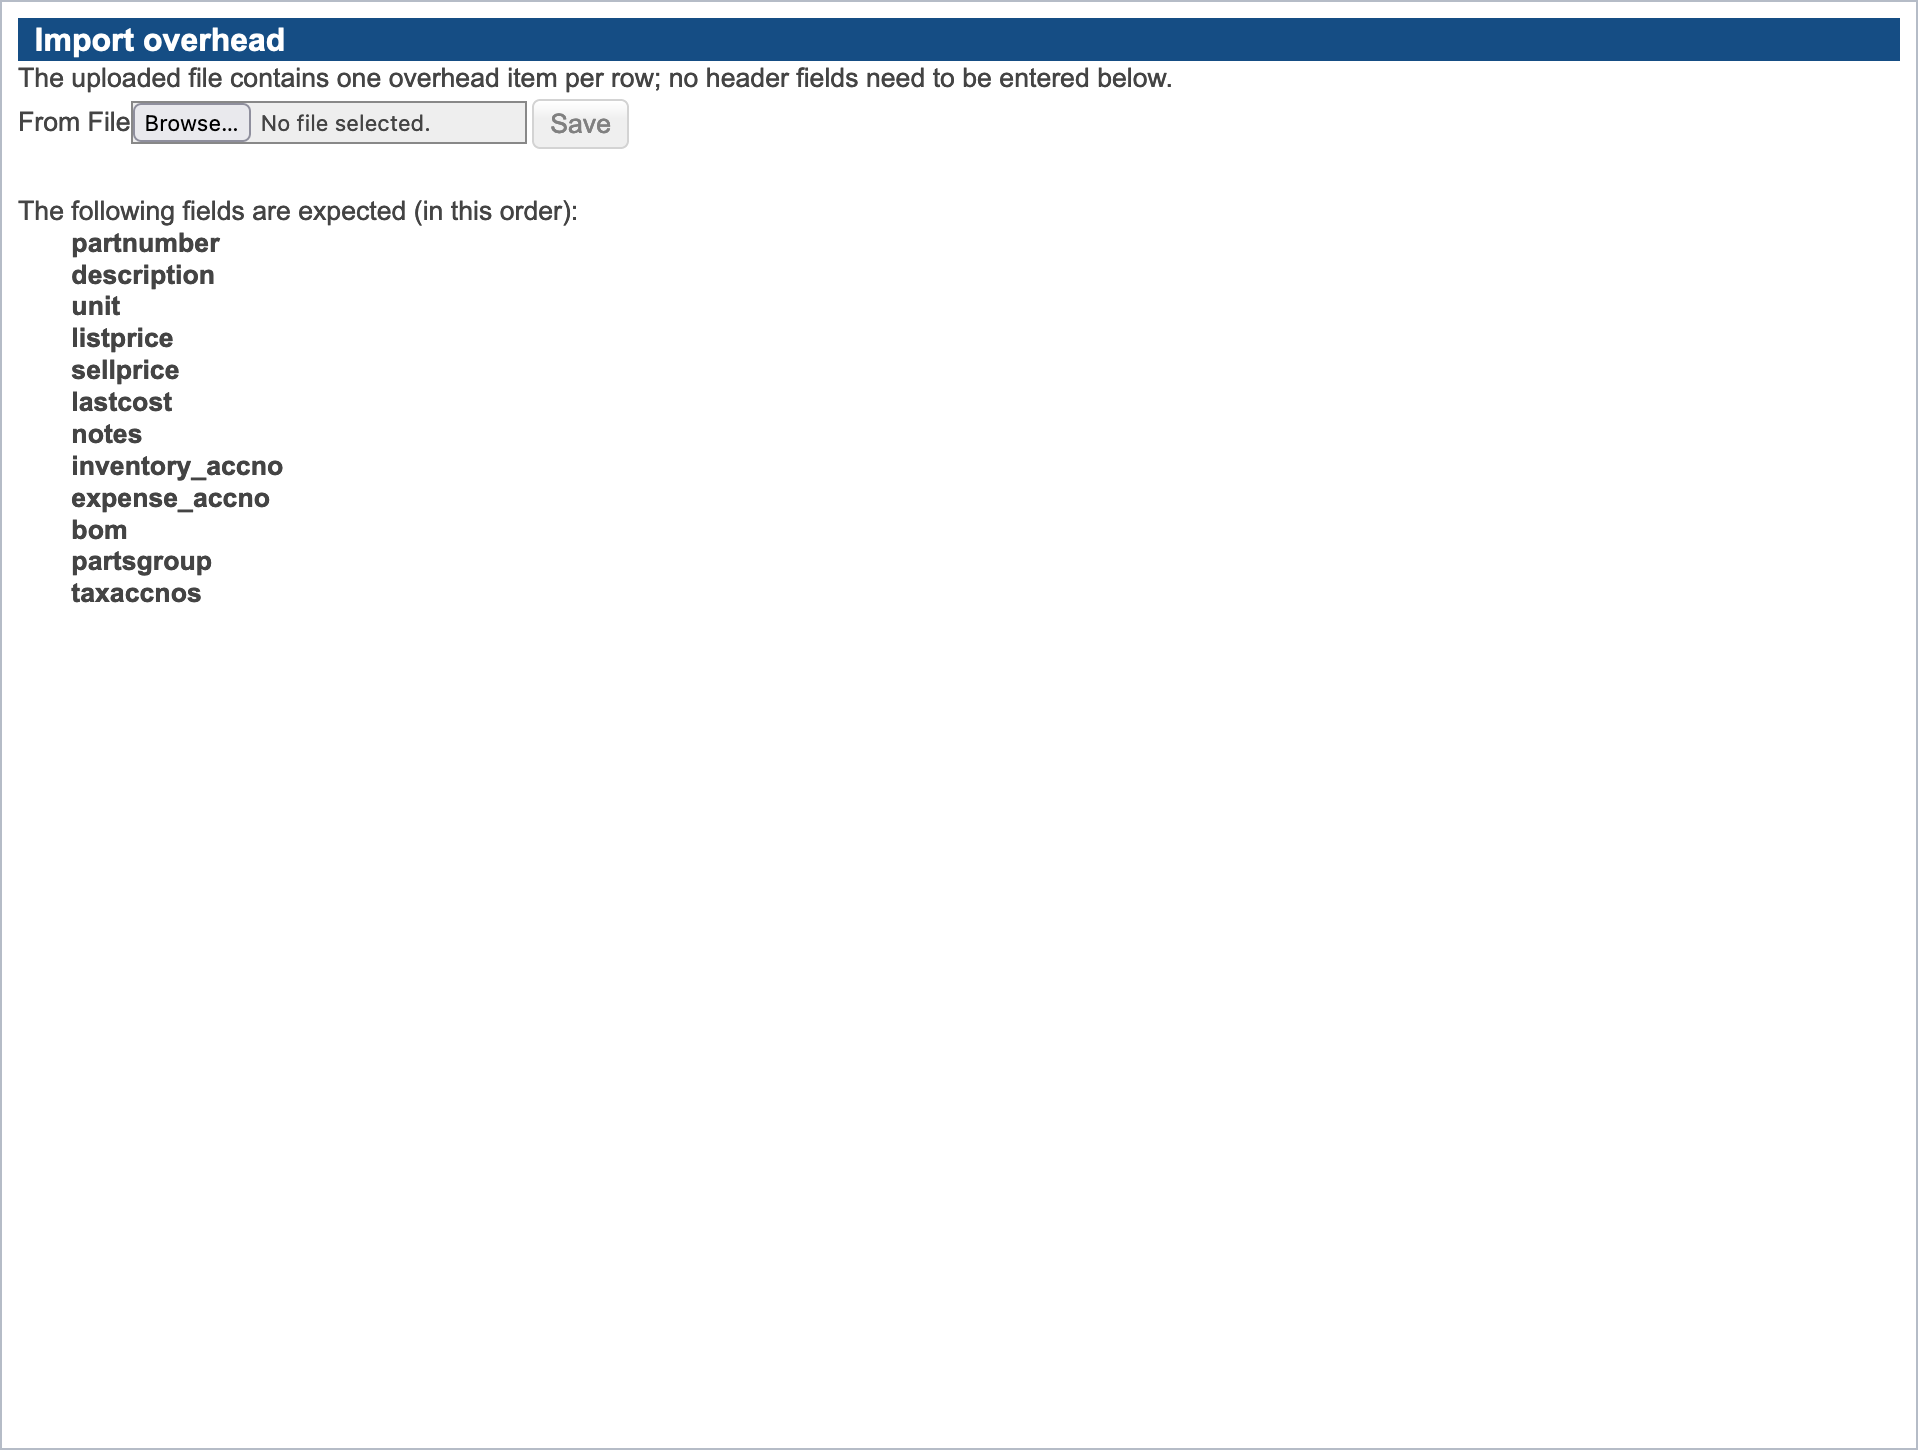 Import overhead
The uploaded file contains one overhead item per row; no header fields need to be entered below.
From File Browse... No file selected. Save
The following fields are expected (in this order):
partnumber
description
unit
listprice
sellprice
lastcost
notes
inventory_accno
expense_accno
bom
partsgroup
taxaccnos